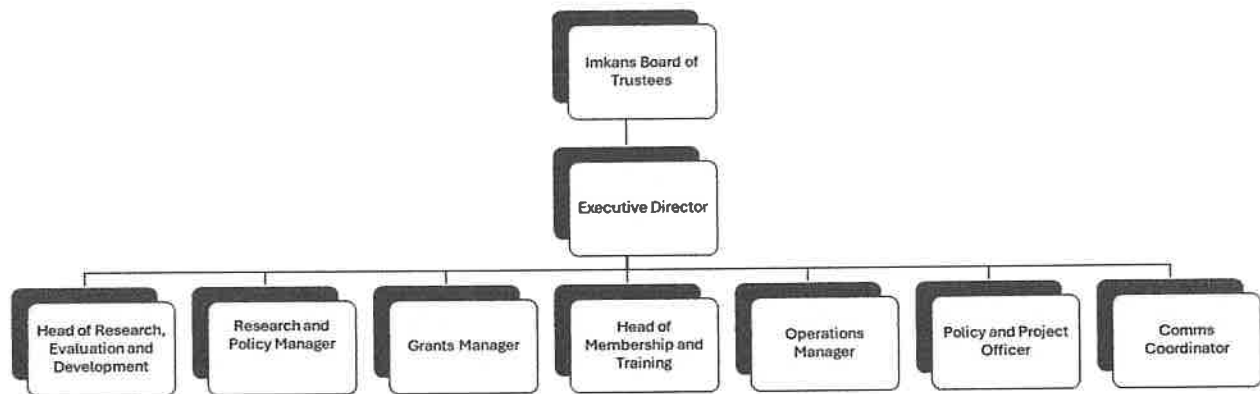 Imkans Board of
Trustees
Executive Director
Head of Research,
Evaluation and
Development
Research and
Policy Manager
Grants Manager
Head of
Membership and
Training
Operations
Manager
Policy and Project
Officer
Comms
Coordinator